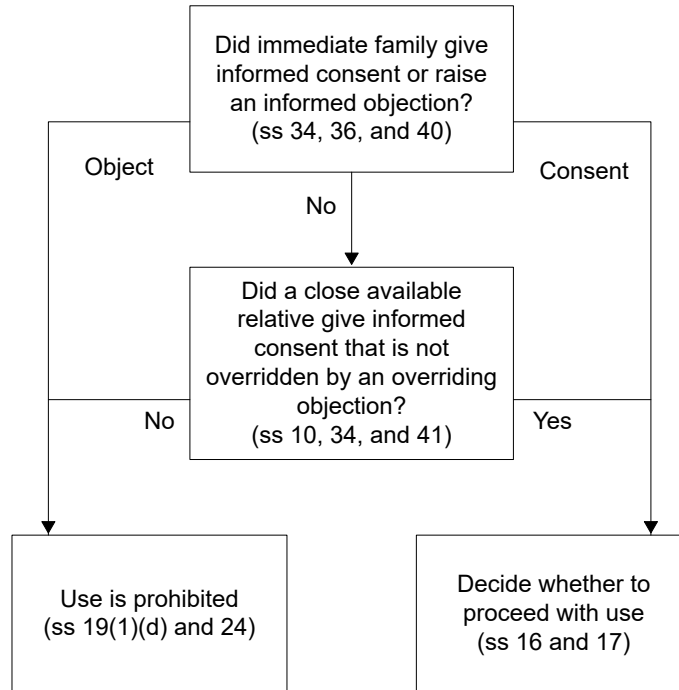 Did immediate family give
informed consent or raise
an informed objection?
(ss 34, 36, and 40)
Object
Consent
No
Did a close available
relative give informed
consent that is not
overridden by an overriding
objection?
(ss 10, 34, and 41)
No
Yes
Use is prohibited
(ss 19(1)(d) and 24)
Decide whether to
proceed with use
(ss 16 and 17)